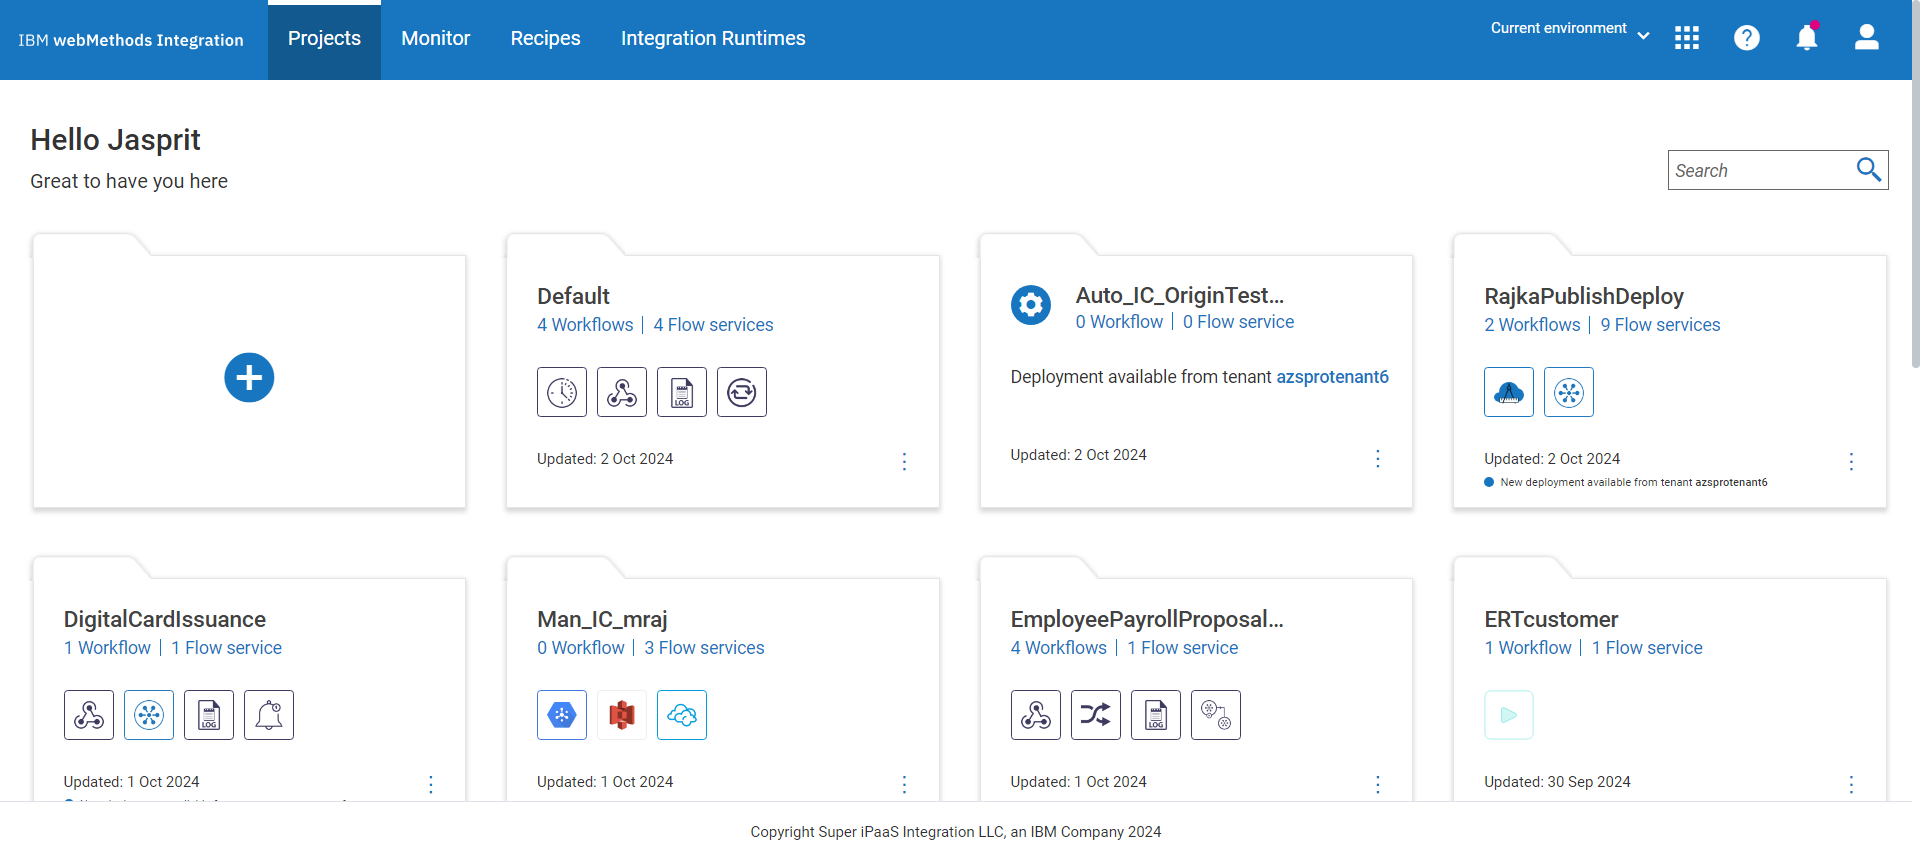 IBM webMethods Integration
Projects
Monitor
Recipes
Integration Runtimes
Current environment
?
Hello Jasprit
Great to have you here
Search
Default
4 Workflows | 4 Flow services
LOG
Updated: 2 Oct 2024
Auto_IC_OriginTest...
0 Workflow | 0 Flow service
Deployment available from tenant azsprotenant6
Updated: 2 Oct 2024
RajkaPublishDeploy
2 Workflows | 9 Flow services
Updated: 2 Oct 2024
New deployment available from tenant azsprotenant6
DigitalCardIssuance
1 Workflow | 1 Flow service
LOG
Updated: 1 Oct 2024
Man_IC_mraj
0 Workflow | 3 Flow services
Updated: 1 Oct 2024
EmployeePayrollProposal...
4 Workflows | 1 Flow service
LOG
Updated: 1 Oct 2024
ERTcustomer
1 Workflow | 1 Flow service
Updated: 30 Sep 2024
Copyright Super iPaaS Integration LLC, an IBM Company 2024